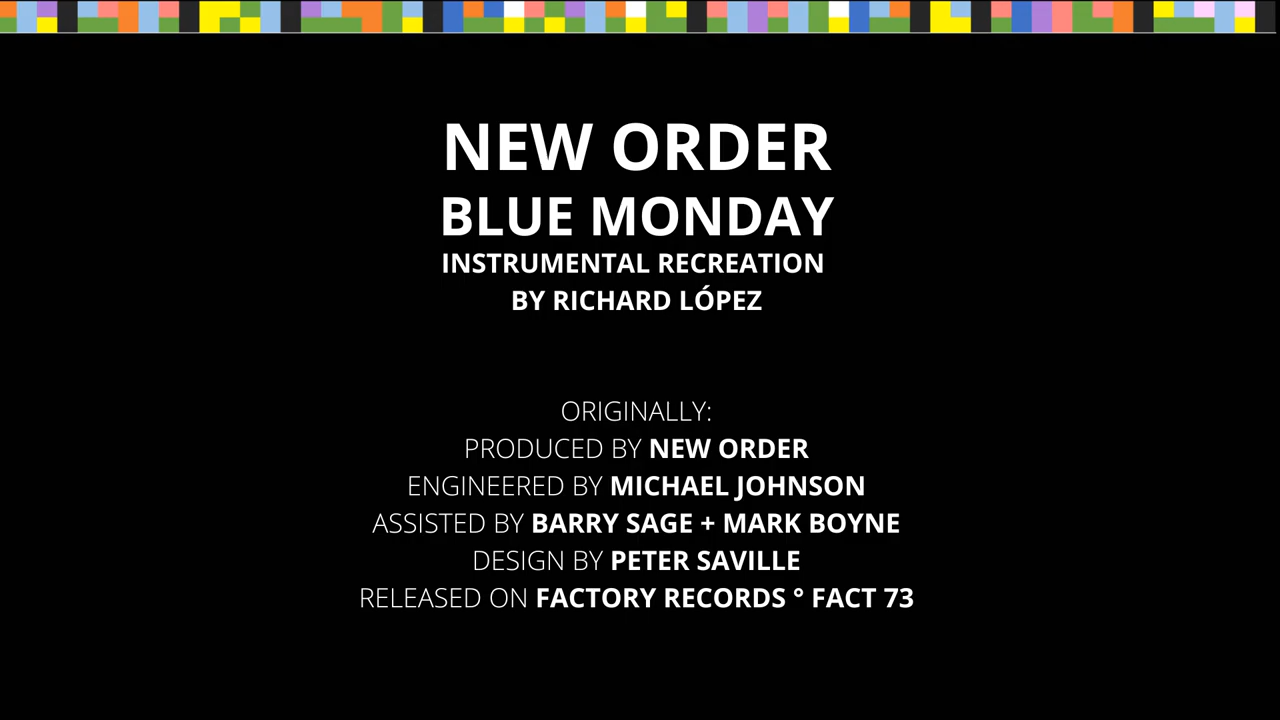 NEW ORDER
BLUE MONDAY
INSTRUMENTAL RECREATION
BY RICHARD LÓPEZ
ORIGINALLY:
PRODUCED BY NEW ORDER
ENGINEERED BY MICHAEL JOHNSON
ASSISTED BY BARRY SAGE + MARK BOYNE
DESIGN BY PETER SAVILLE
RELEASED ON FACTORY RECORDS ° FACT 73